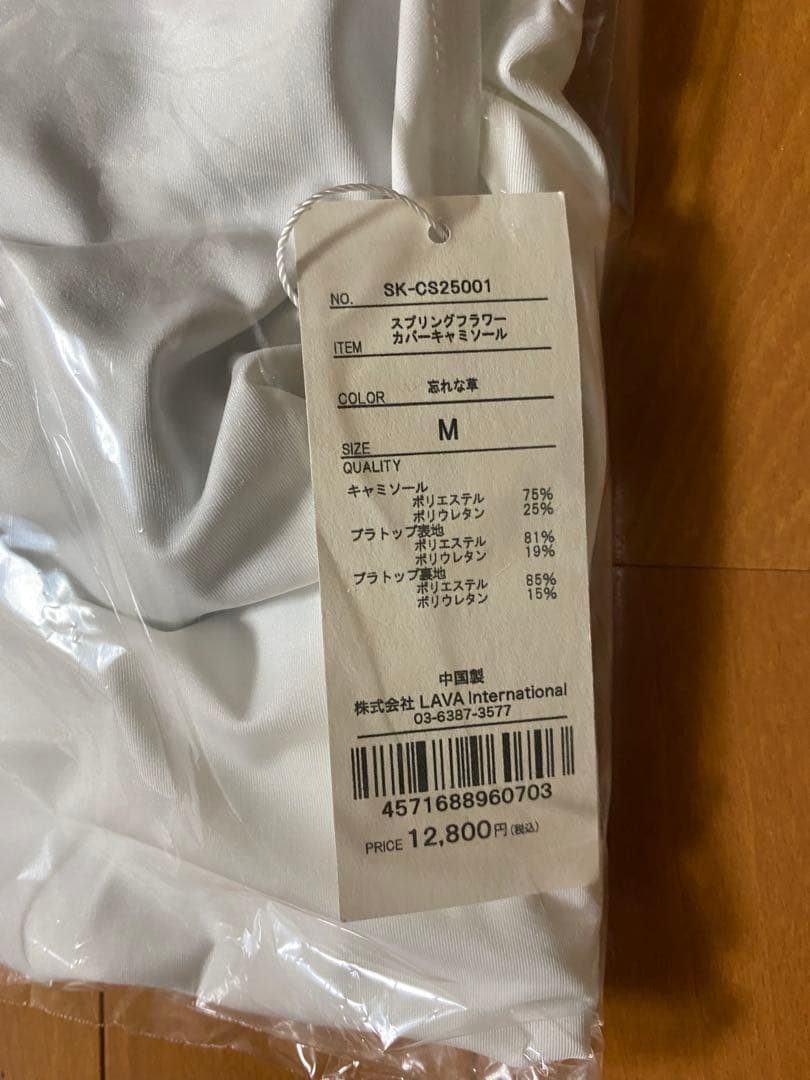 NO. SK-CS25001
スプリングフラワー
ITEM カバーキャミソール
COLOR 忘れな草
SIZE M
QUALITY
キャミソール
ポリエステル 75%
ポリウレタン 25%
ブラトップ表地
ポリエステル 81%
ポリウレタン 19%
ブラトップ裏地
ポリエステル 85%
ポリウレタン 15%
中国製
株式会社 LAVA International
03-6387-3577
4571688960703
PRICE 12,800円(税込)